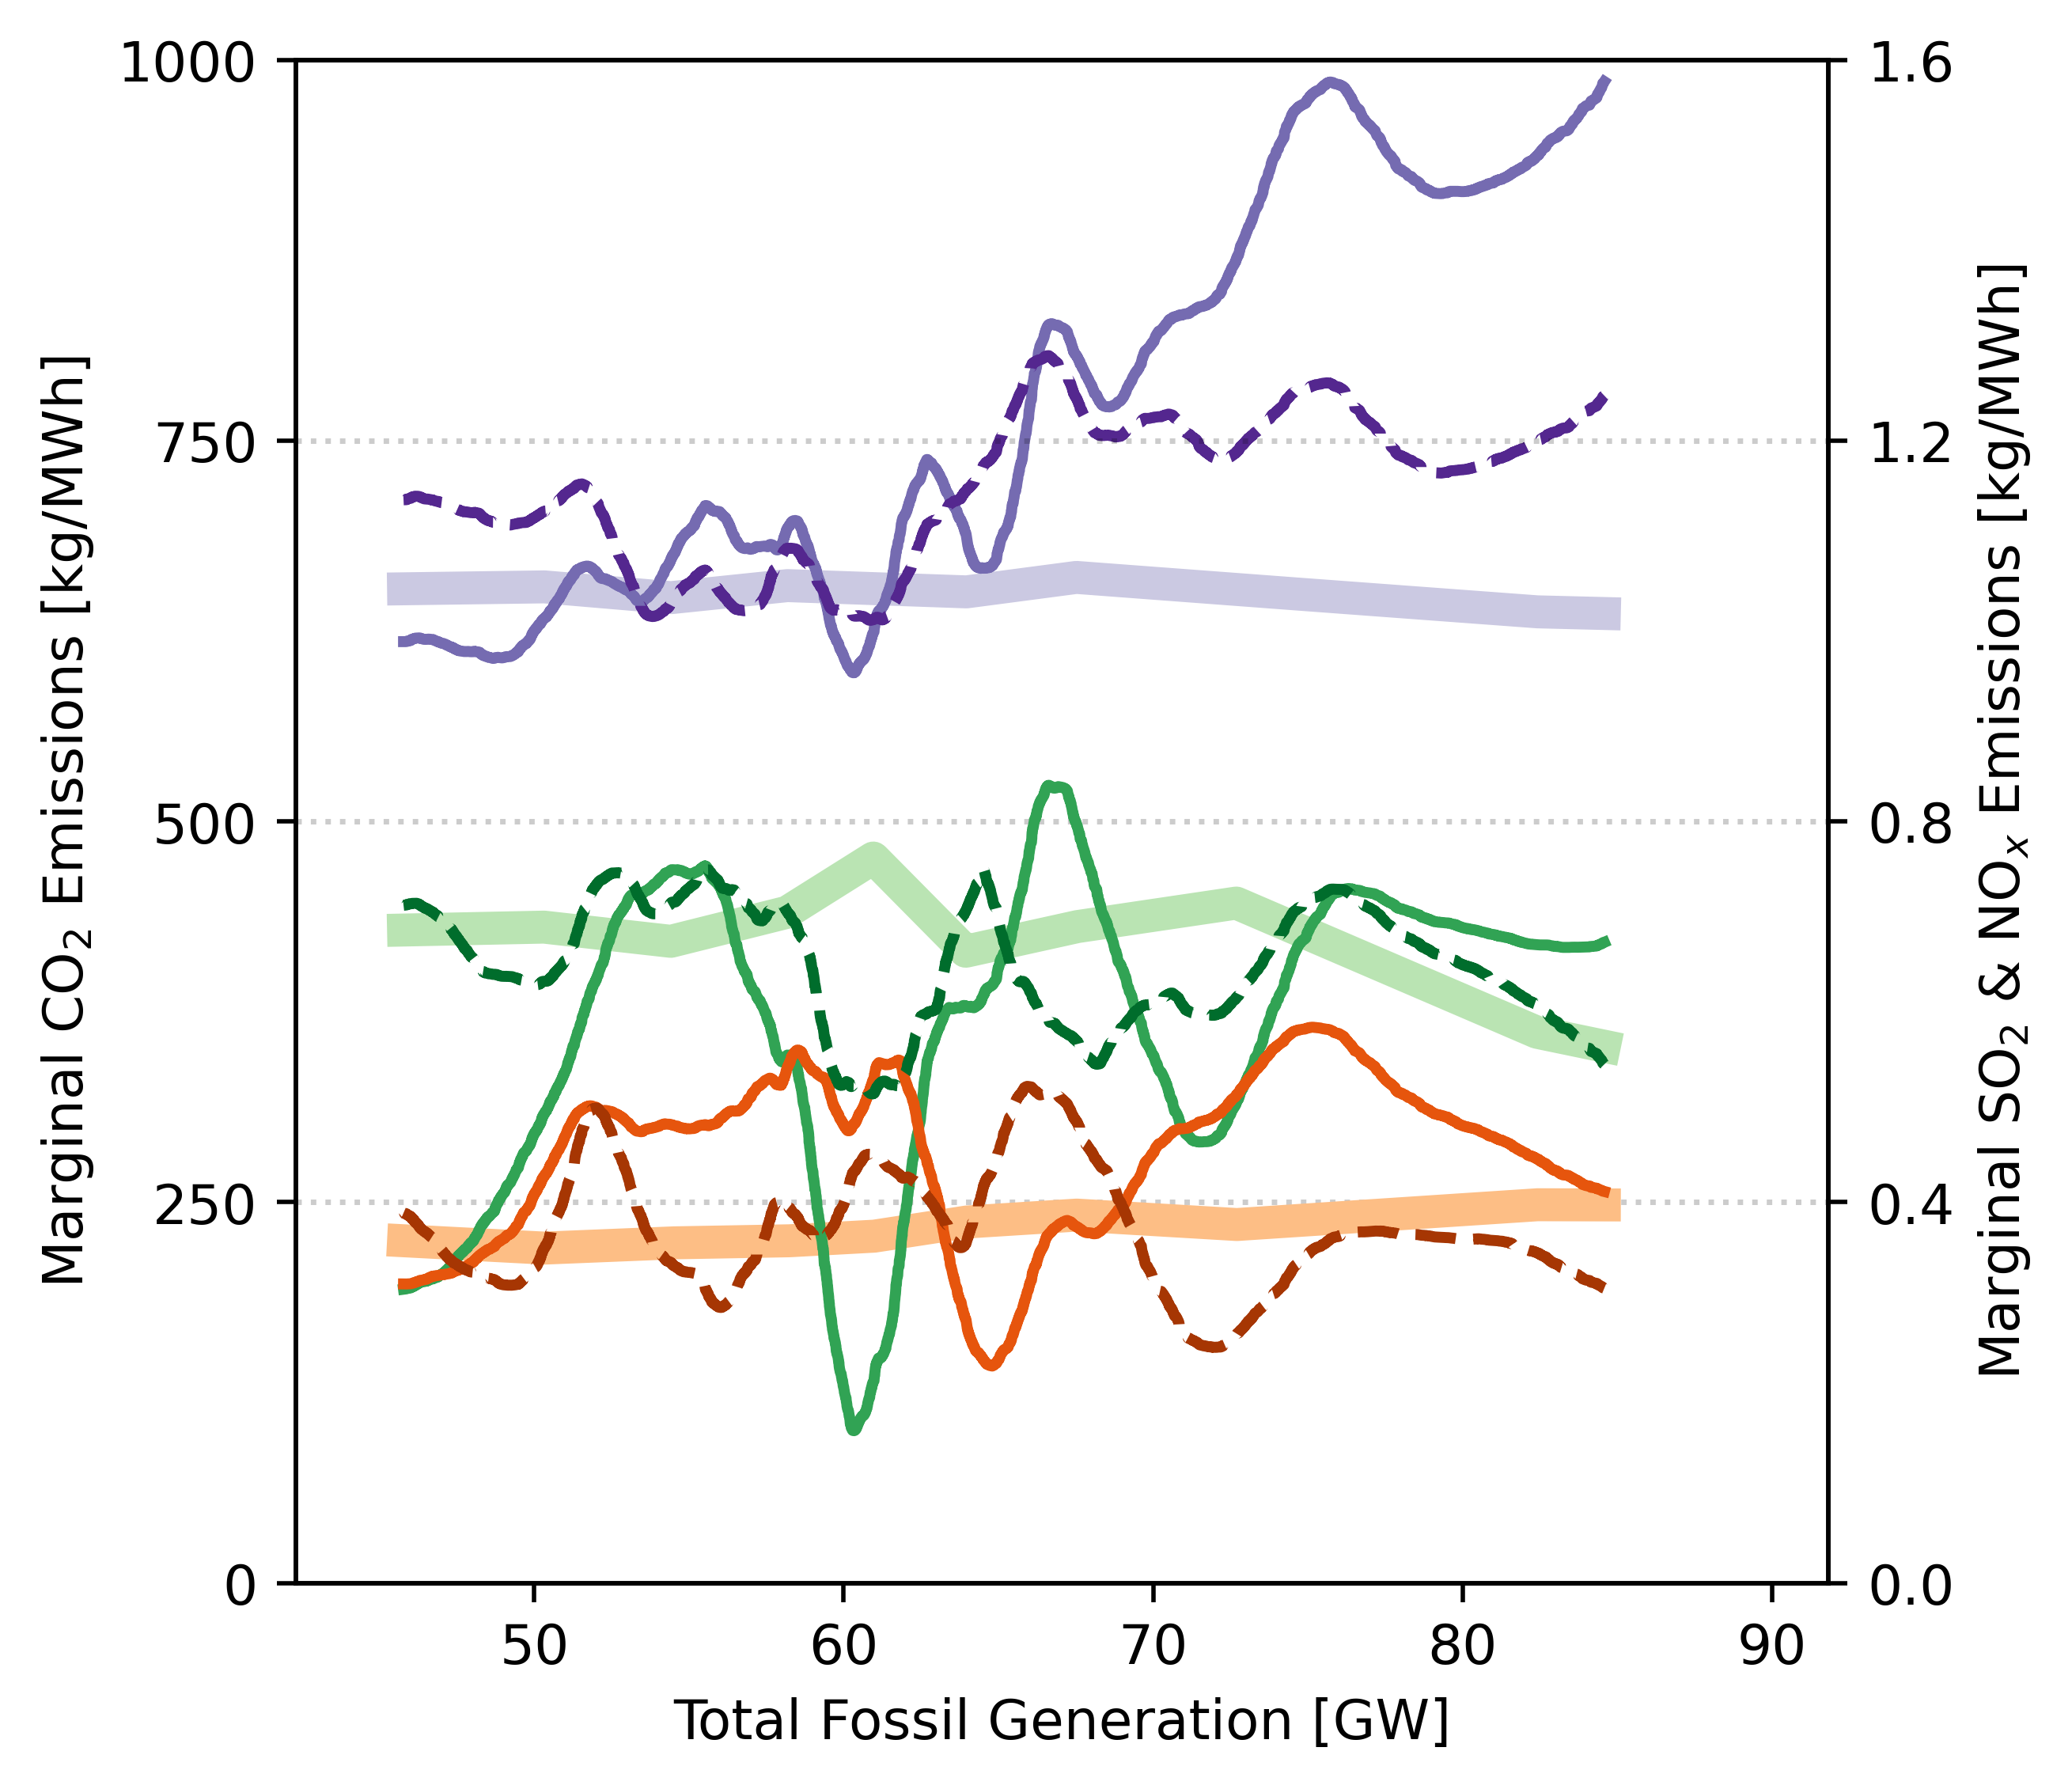 Marginal CO₂ Emissions [kg/MWh]
1000
750
500
250
0
50 60 70 80 90
Total Fossil Generation [GW]
1.6
1.2
0.8
0.4
0.0
Marginal SO₂ & NOₓ Emissions [kg/MWh]